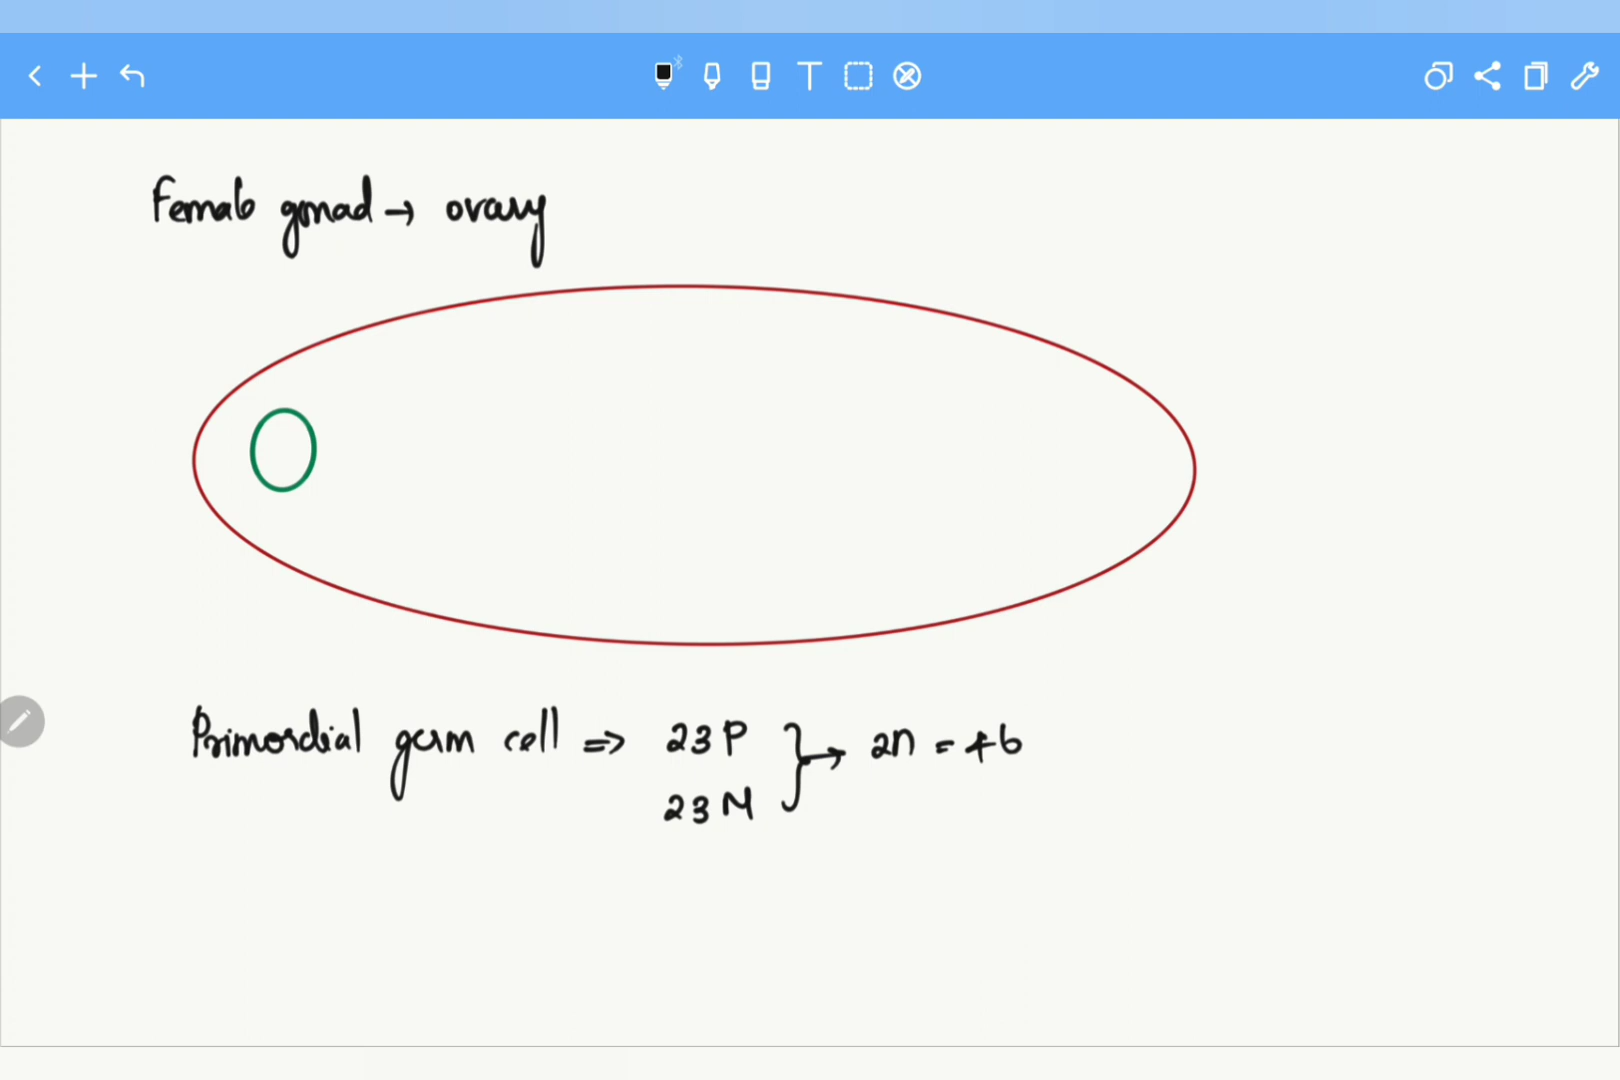 Female gonad → ovary
Primordial germ cell ⇒ 23 P } → 2n = 46
23 M